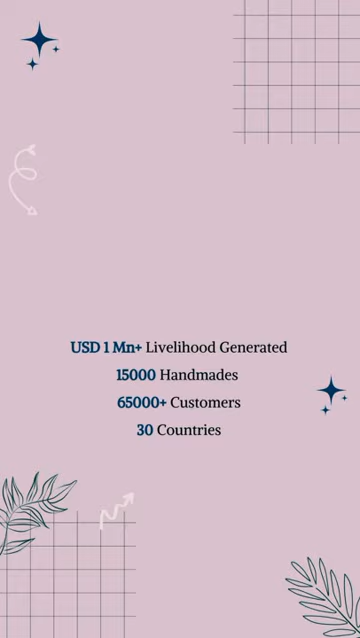 USD 1 Mn+ Livelihood Generated
15000 Handmades
65000+ Customers
30 Countries